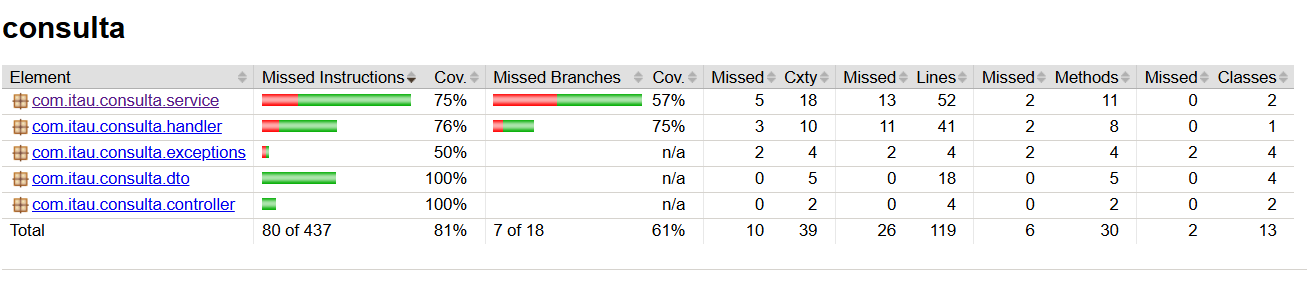 consulta
Element Missed Instructions Cov. Missed Branches Cov. Missed Cxty Missed Lines Missed Methods Missed Classes
com.itau.consulta.service 75% 57% 5 18 13 52 2 11 0 2
com.itau.consulta.handler 76% 75% 3 10 11 41 2 8 0 1
com.itau.consulta.exceptions 50% n/a 2 4 2 4 2 4 2 4
com.itau.consulta.dto 100% n/a 0 5 0 18 0 5 0 4
com.itau.consulta.controller 100% n/a 0 2 0 4 0 2 0 2
Total 80 of 437 81% 7 of 18 61% 10 39 26 119 6 30 2 13